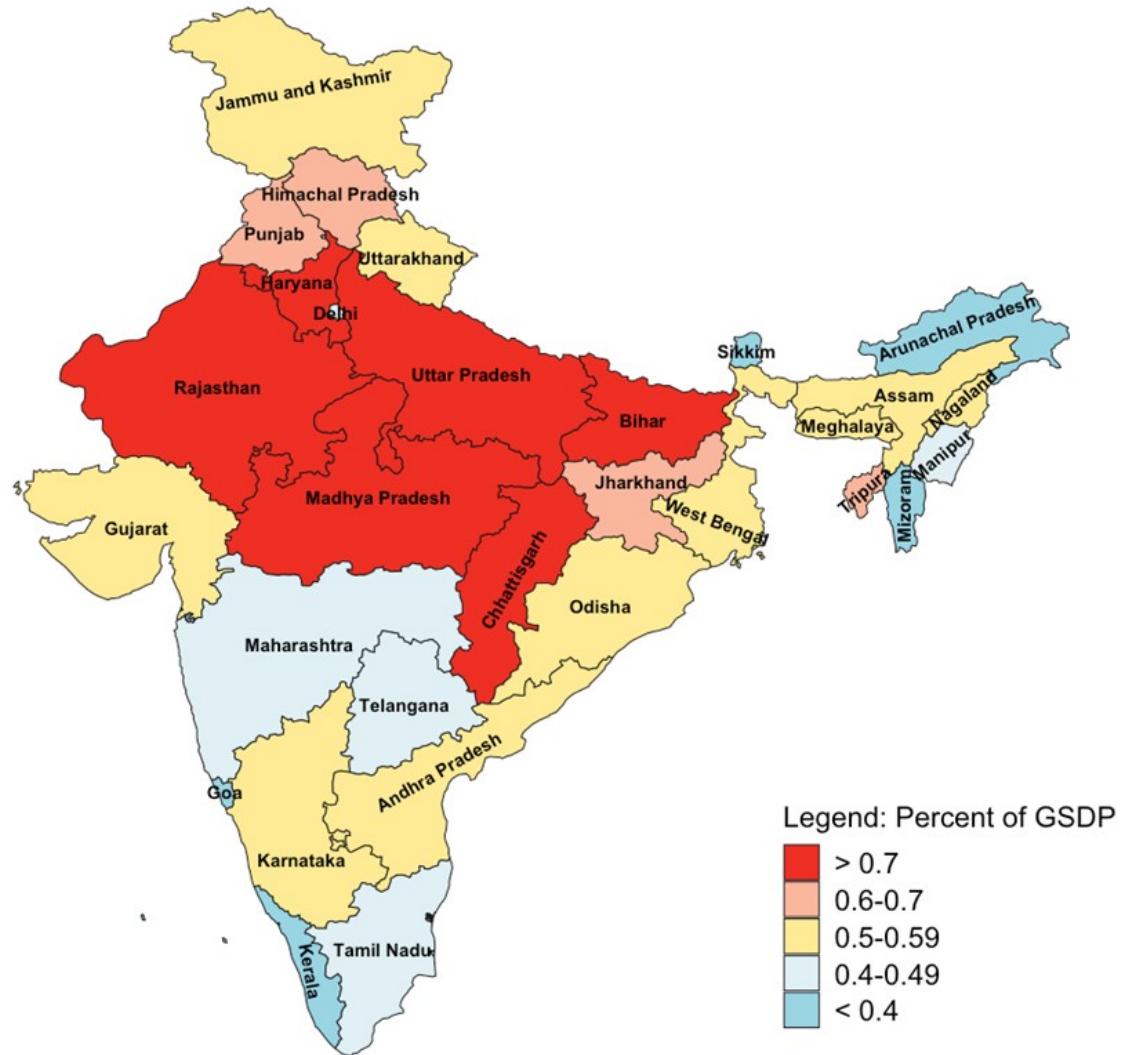 Jammu and Kashmir
Himachal Pradesh
Punjab
Uttarakhand
Haryana
Delhi
Rajasthan
Uttar Pradesh
Bihar
Sikkim
Arunachal Pradesh
Assam
Nagaland
Meghalaya
Manipur
Tripura
Mizoram
Jharkhand
West Bengal
Madhya Pradesh
Gujarat
Chhattisgarh
Odisha
Maharashtra
Telangana
Andhra Pradesh
Goa
Karnataka
Kerala
Tamil Nadu
Legend: Percent of GSDP
> 0.7
0.6-0.7
0.5-0.59
0.4-0.49
< 0.4